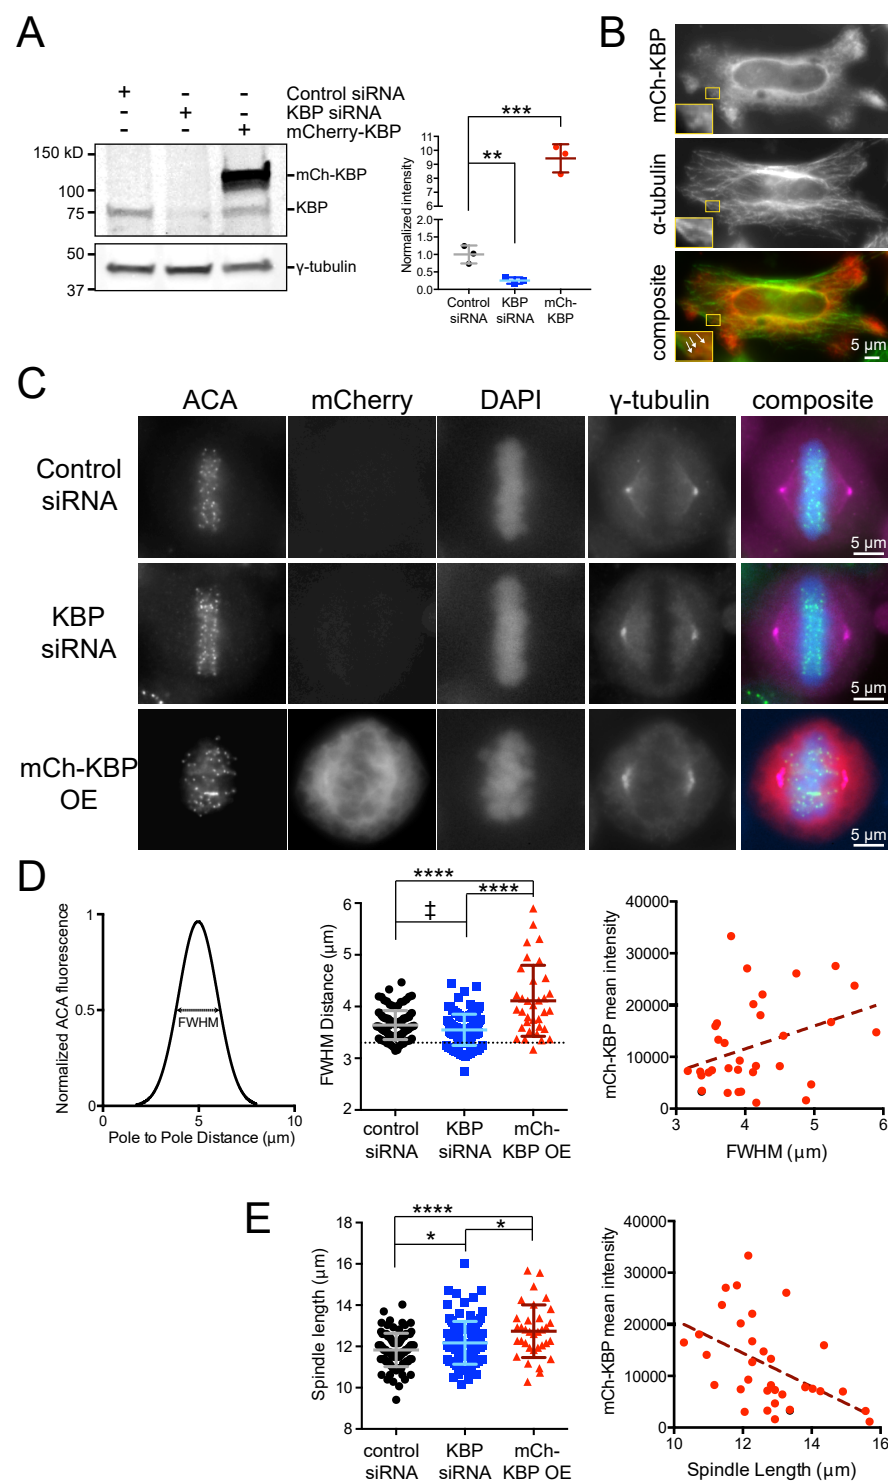 A
+ - - Control siRNA
- + - KBP siRNA
- - + mCherry-KBP
150 kD
100
75
50
37
mCh-KBP
KBP
γ-tubulin
Normalized intensity
11
10
9
8
7
6
2.0
1.5
1.0
0.5
0.0
***
**
Control siRNA
KBP siRNA
mCh-KBP
B
mCh-KBP
α-tubulin
composite
5 µm
C
ACA mCherry DAPI γ-tubulin composite
Control siRNA
5 µm
KBP siRNA
5 µm
mCh-KBP OE
5 µm
D
Normalized ACA fluorescence
1
0.5
0
FWHM
0 5 10
Pole to Pole Distance (µm)
FWHM Distance (µm)
6
5
4
3
2
****
‡ ****
control siRNA
KBP siRNA
mCh-KBP OE
mCh-KBP mean intensity
40000
30000
20000
10000
0
3 4 5 6
FWHM (µm)
E
Spindle length (µm)
18
16
14
12
10
8
****
* *
control siRNA
KBP siRNA
mCh-KBP OE
mCh-KBP mean intensity
40000
30000
20000
10000
0
10 12 14 16
Spindle Length (µm)